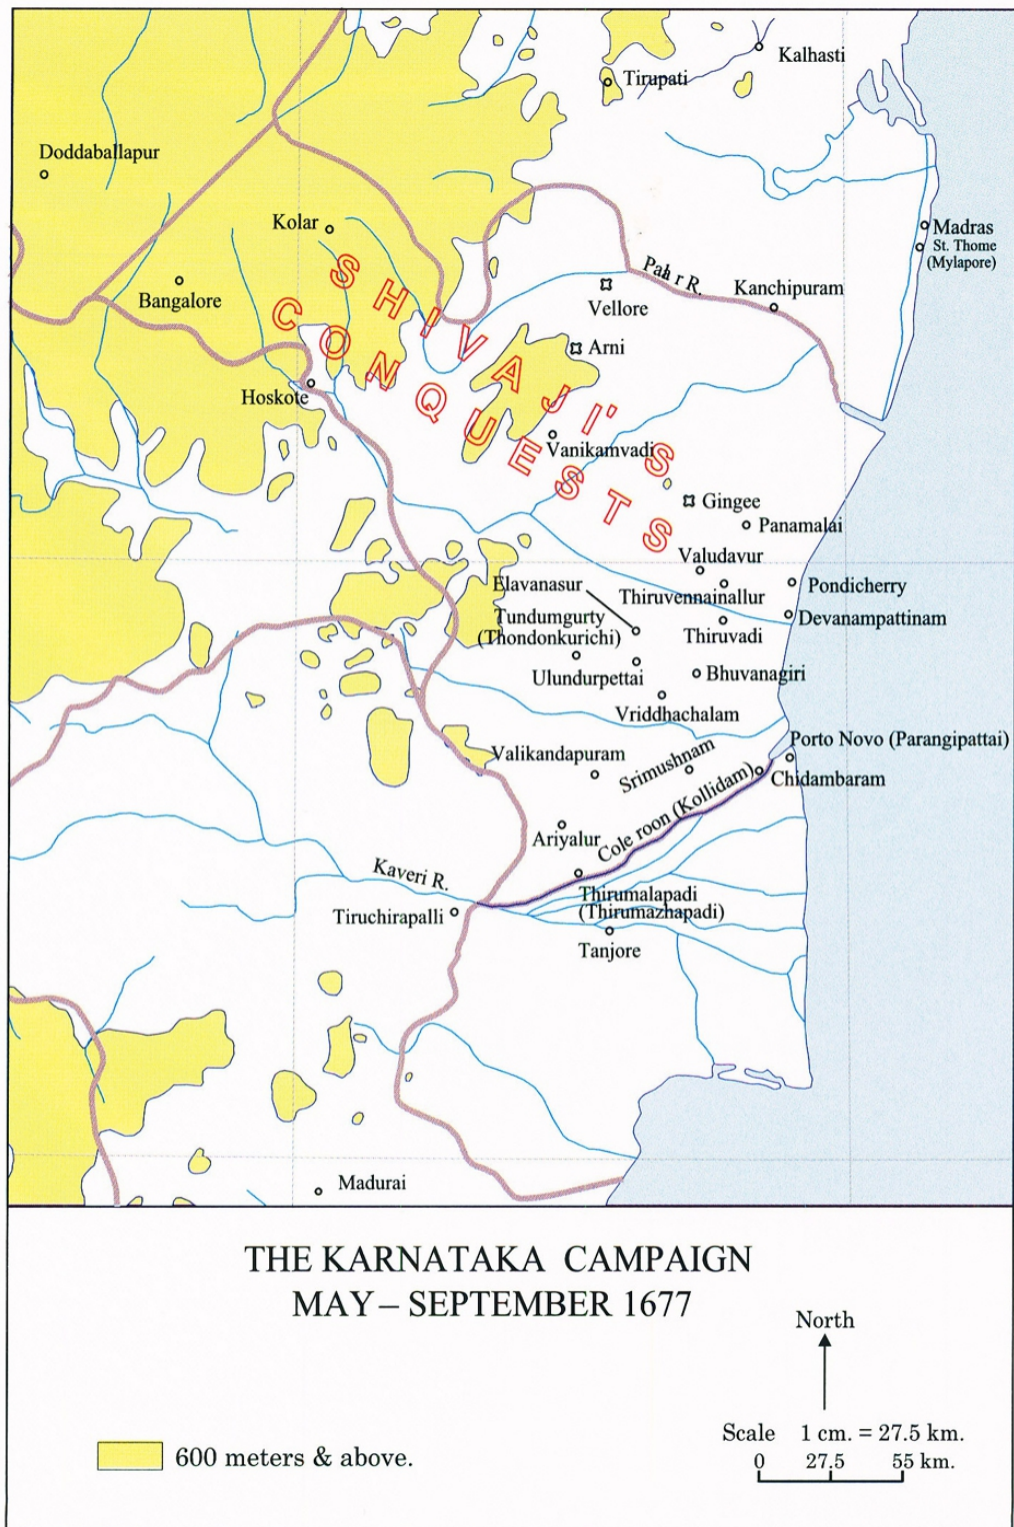 Kalhasti
Tirupati
Doddaballapur
Kolar
Madras
St. Thome
(Mylapore)
Bangalore
Palar R.
Kanchipuram
Vellore
SHIVAJI'S
CONQUESTS
Arni
Hoskote
Vanikamvadi
Gingee
Panamalai
Valudavur
Elavanasur
Thiruvennainallur
Pondicherry
Tundumgurty
(Thondonkurichi)
Devanampattinam
Thiruvadi
Ulundurpettai
Bhuvanagiri
Vriddhachalam
Porto Novo (Parangipattai)
Valikandapuram
Srimushnam
Chidambaram
Ariyalur
Cole roon (Kollidam)
Kaveri R.
Thirumalapadi
(Thirumazhapadi)
Tiruchirapalli
Tanjore
Madurai
THE KARNATAKA CAMPAIGN
MAY – SEPTEMBER 1677
North
600 meters & above.
Scale 1 cm. = 27.5 km.
0 27.5 55 km.